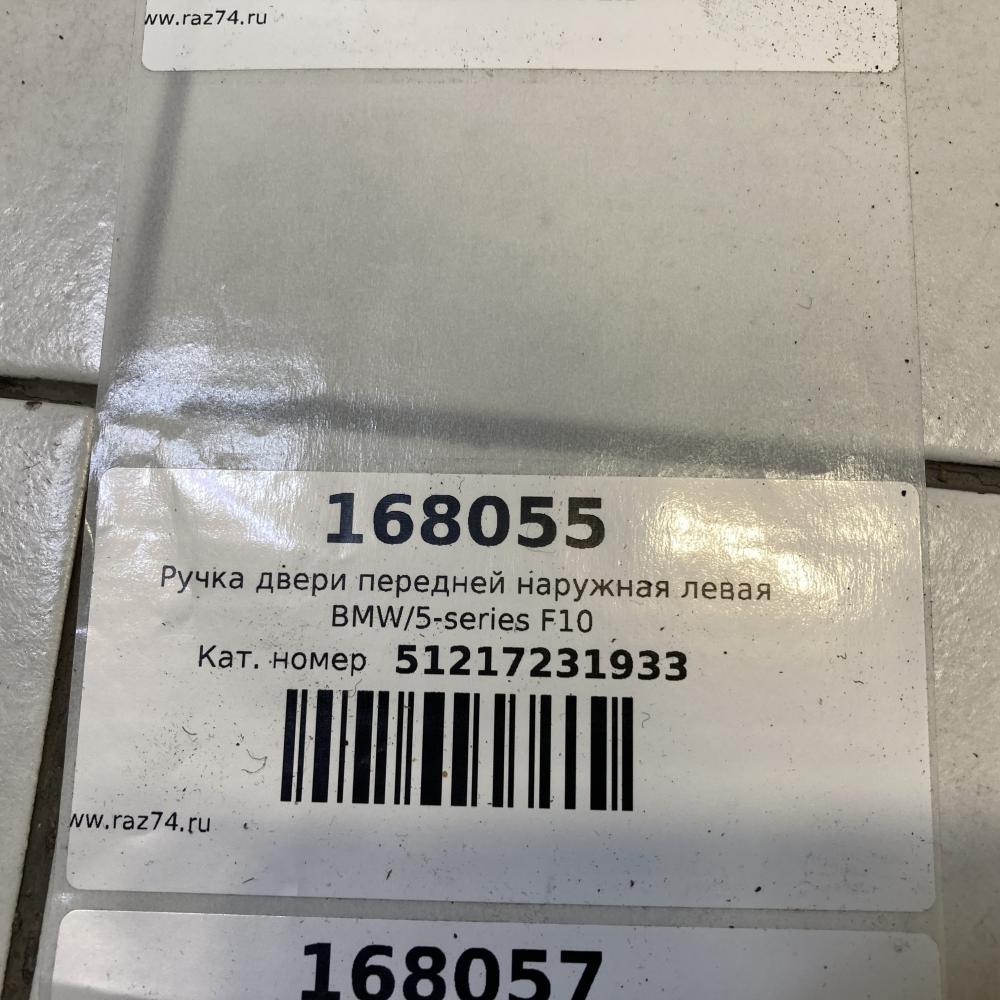 ww.raz74.ru
168055
Ручка двери передней наружная левая
BMW/5-series F10
Кат. номер 51217231933
ww.raz74.ru
168057